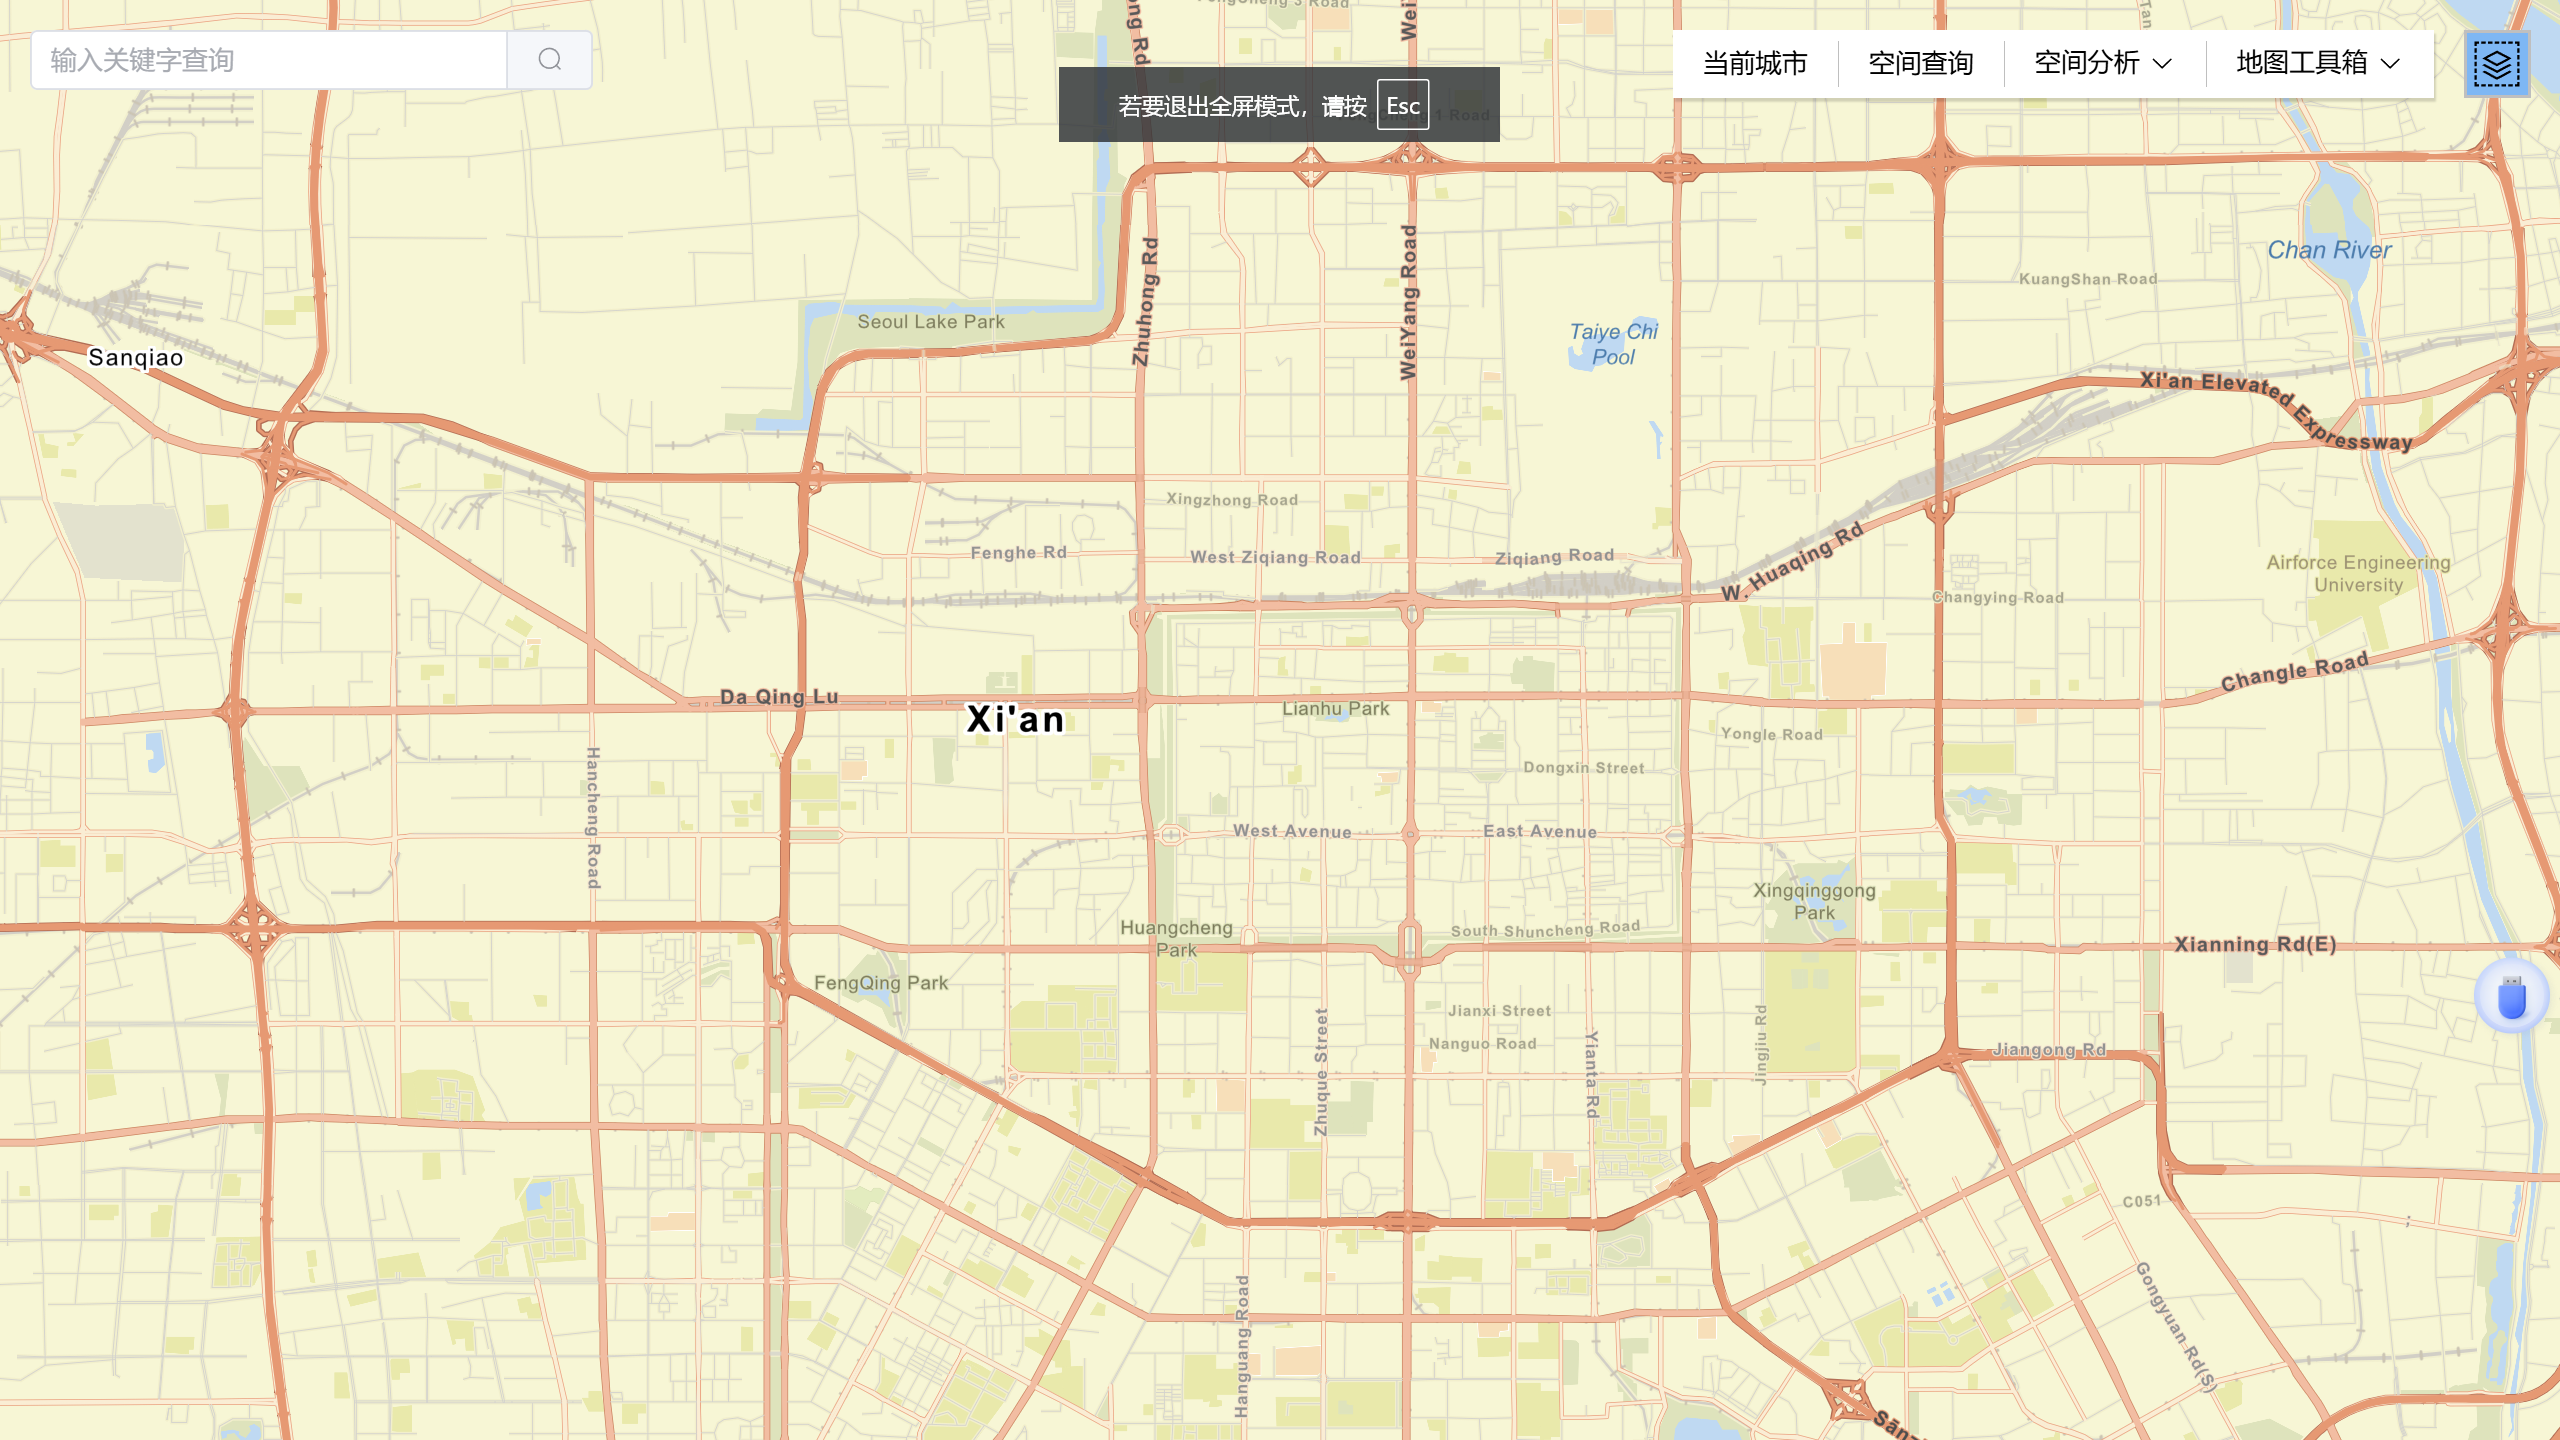 FengCheng 3 Road
输入关键字查询
当前城市
空间查询
空间分析
地图工具箱
若要退出全屏模式，请按 Esc
1 Road
Zhuhong Rd
WeiYang Road
Chan River
KuangShan Road
Seoul Lake Park
Taiye Chi
Pool
Sanqiao
Xi'an Elevated Expressway
Xingzhong Road
Fenghe Rd
West Ziqiang Road
Ziqiang Road
W. Huaqing Rd
Airforce Engineering
University
Changying Road
Changle Road
Da Qing Lu
Xi'an
Lianhu Park
Yongle Road
Dongxin Street
Hancheng Road
West Avenue
East Avenue
Xingqinggong
Park
Huangcheng
Park
South Shuncheng Road
Xianning Rd(E)
FengQing Park
Jianxi Street
Nanguo Road
Zhuque Street
Yianta Rd
Jingjiu Rd
Jiangong Rd
C051
Gongyuan Rd(S)
Hanguang Road